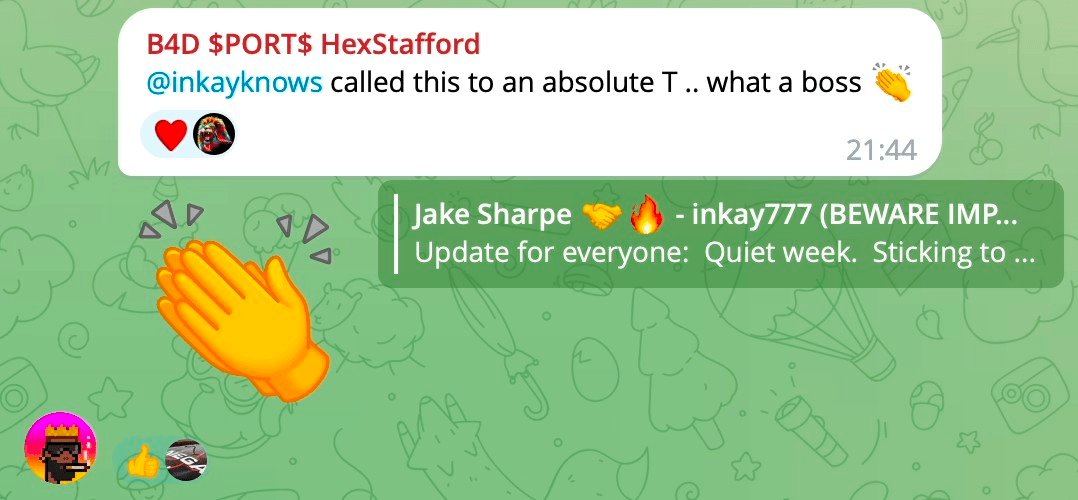 B4D $PORT$ HexStafford
@inkayknows called this to an absolute T .. what a boss 👏
21:44
Jake Sharpe 🤝🔥 - inkay777 (BEWARE IMP...
Update for everyone:  Quiet week.  Sticking to ...